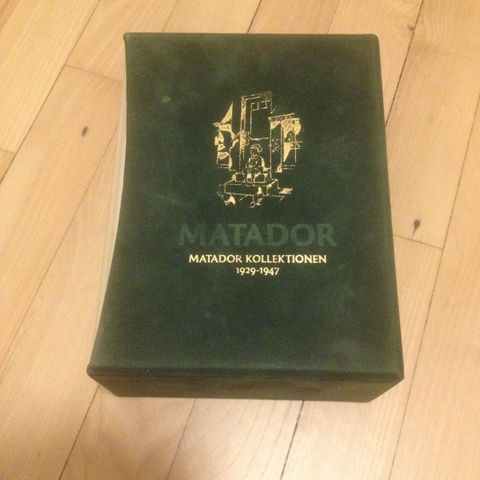 MATADOR
MATADOR KOLLEKTIONEN
1929-1947